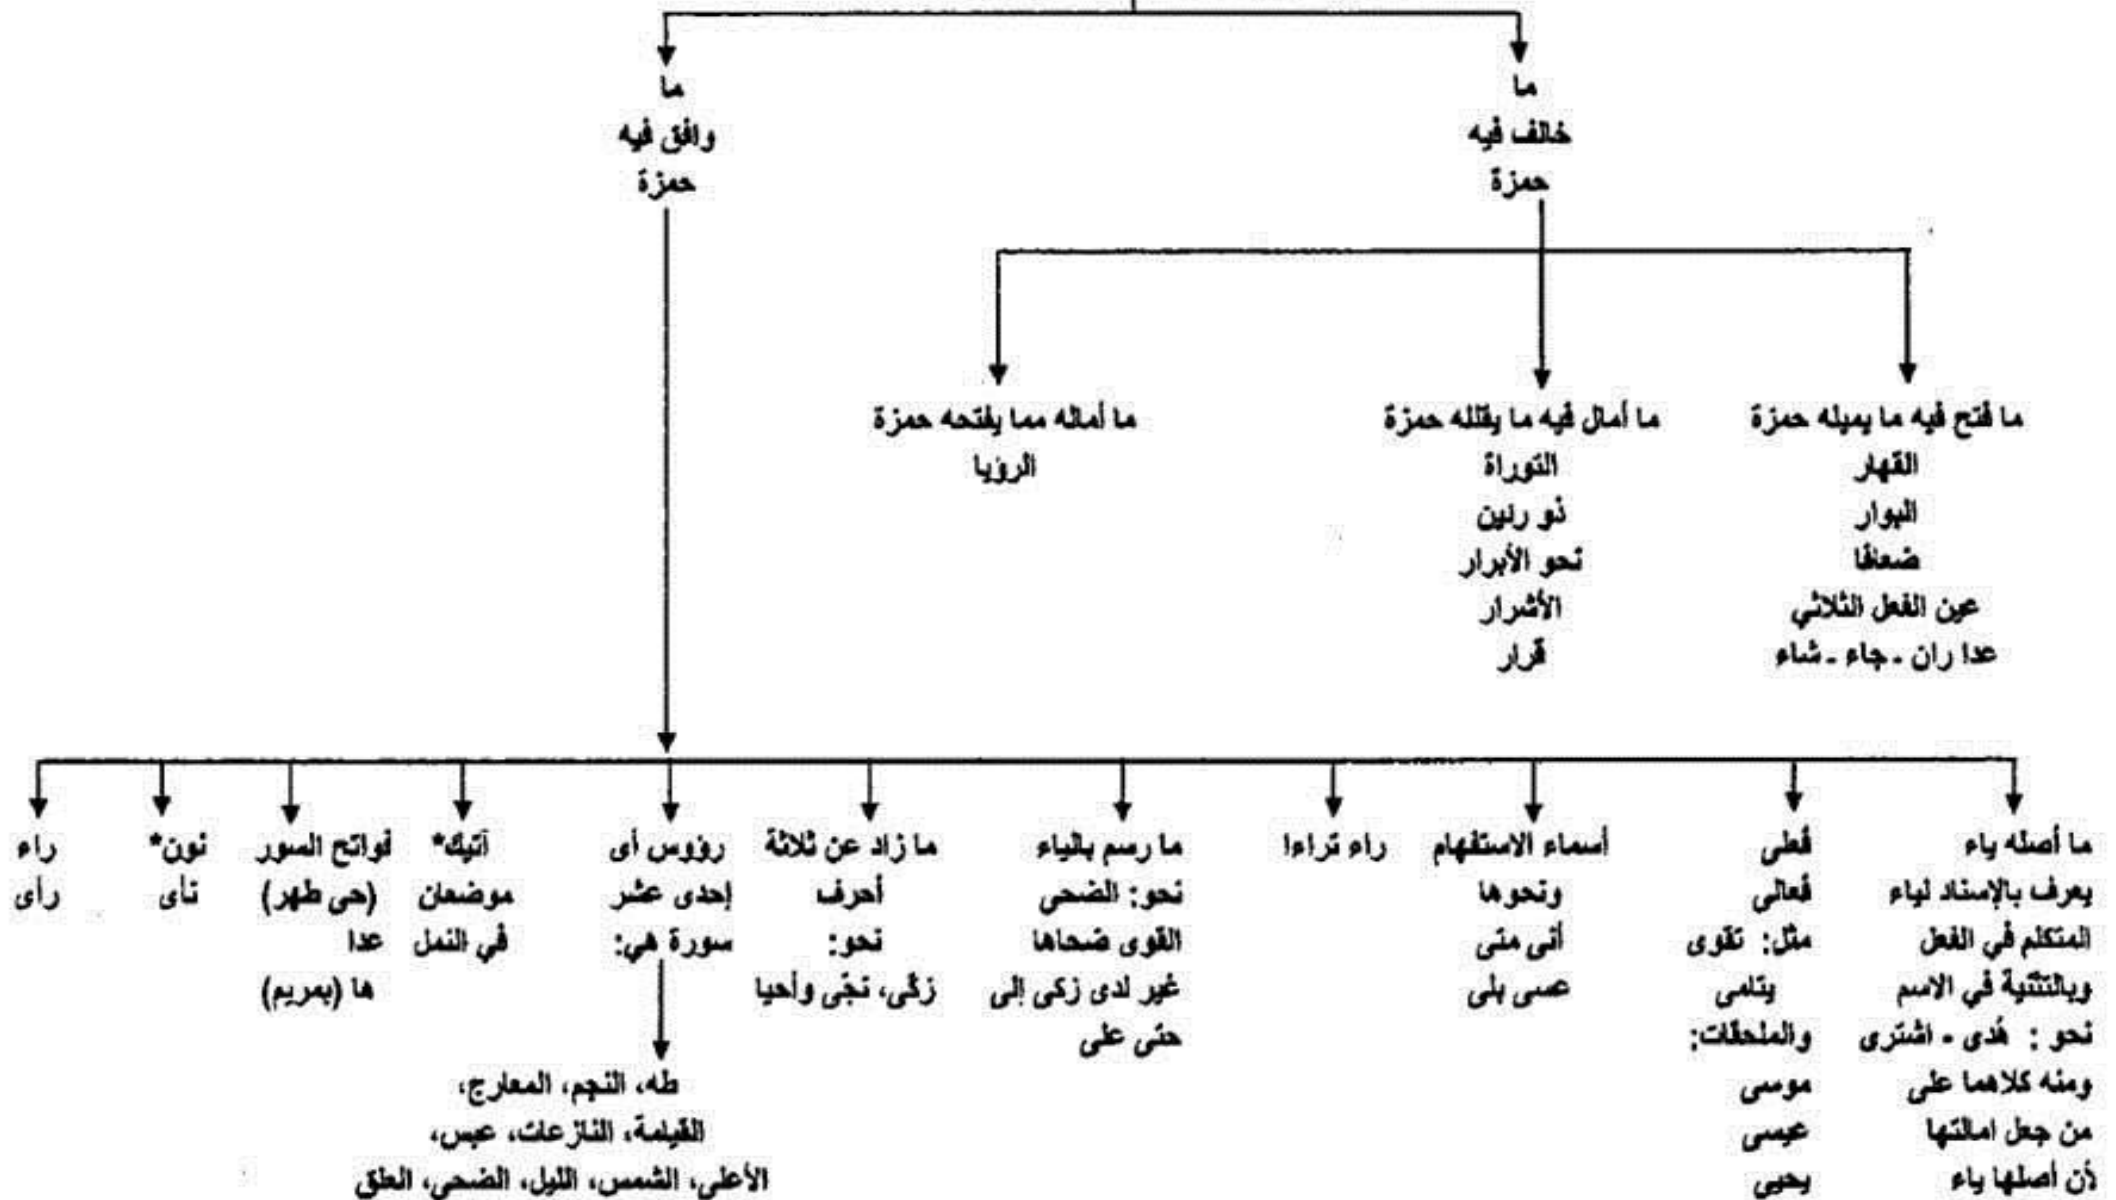 ما
خالف فيه
حمزة
ما
وافق فيه
حمزة
ما فتح فيه ما يميله حمزة
القهار
البوار
ضعافا
عين الفعل الثلاثي
عدا ران - جاء - شاء
ما أمال فيه ما يقلله حمزة
التوراة
ذو رنين
نحو الأبرار
الأشرار
قرار
ما أماله مما يفتحه حمزة
الرؤيا
ما أصله ياء
يعرف بالإسناد لياء
المتكلم في الفعل
وبالتثنية في الاسم
نحو : هُدى - اشترى
ومنه كلاهما على
من جعل امالتها
لأن أصلها ياء
فعلى
فعالى
مثل: تقوى
يتامى
والملحقات:
موسى
عيسى
يحيى
أسماء الاستفهام
ونحوها
أنى متى
عسى بلى
راء تراءا
ما رسم بالياء
نحو: الضحى
القوى ضحاها
غير لدى زكى إلى
حتى على
ما زاد عن ثلاثة
أحرف
نحو:
زكّى، نجّى وأحيا
رؤوس أى
إحدى عشر
سورة هي:
طه، النجم، المعارج،
القيامة، النازعات، عبس،
الأعلى، الشمس، الليل، الضحى، العلق
آتيك*
موضعان
في النمل
فواتح السور
(حى طهر)
عدا
ها (بمريم)
نون*
نأى
راء
رأى